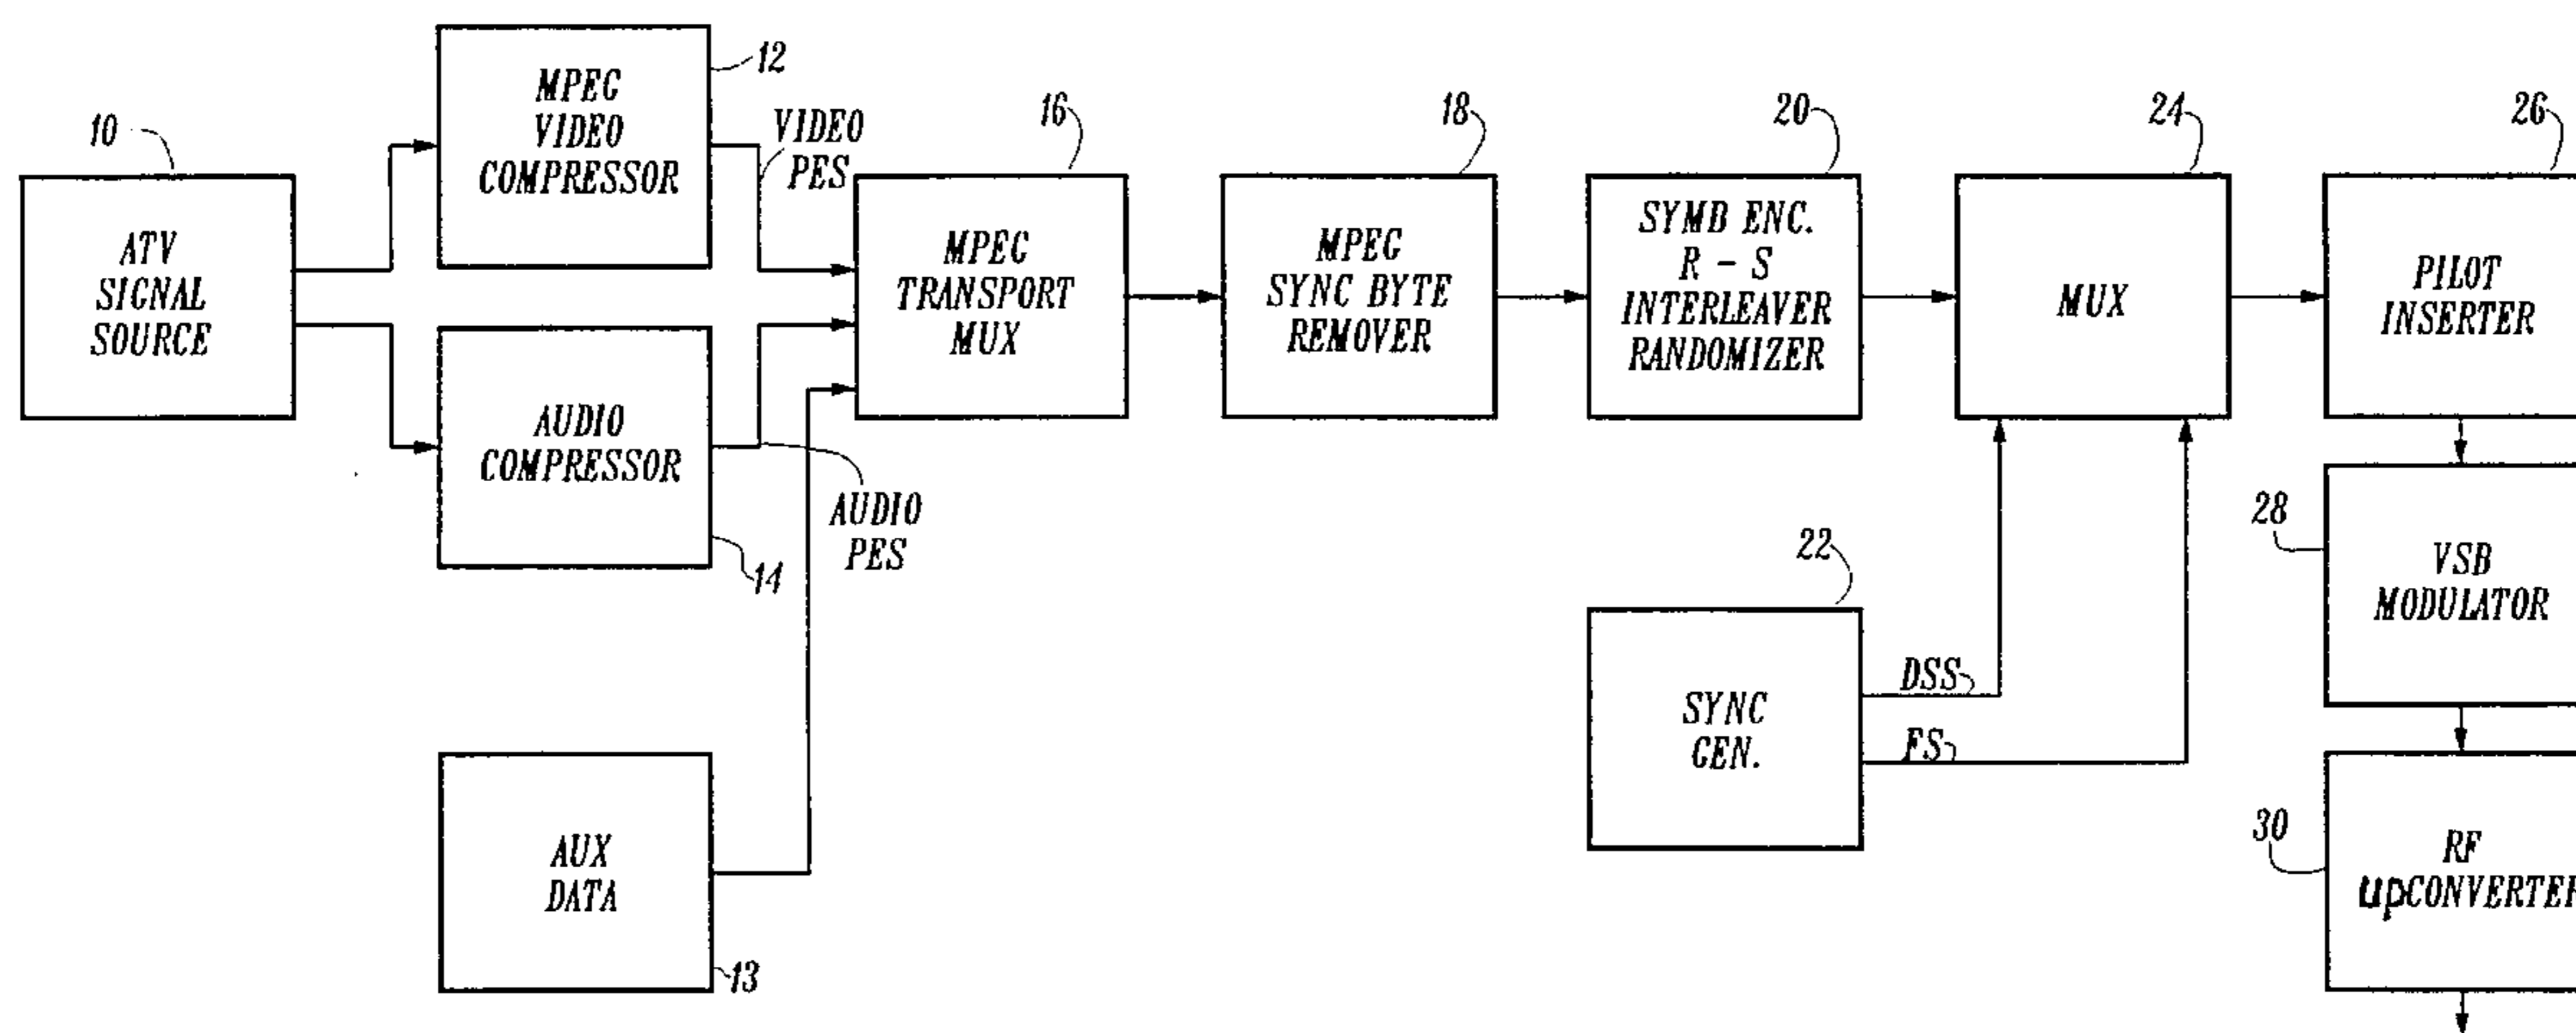 10
ATV
SIGNAL
SOURCE
12
MPEG
VIDEO
COMPRESSOR
VIDEO
PES
AUDIO
COMPRESSOR
14
AUDIO
PES
AUX
DATA
13
16
MPEG
TRANSPORT
MUX
18
MPEG
SYNC BYTE
REMOVER
20
SYMB ENC.
R - S
INTERLEAVER
RANDOMIZER
22
SYNC
GEN.
DSS
FS
24
MUX
26
PILOT
INSERTER
28
VSB
MODULATOR
30
RF
upCONVERTER